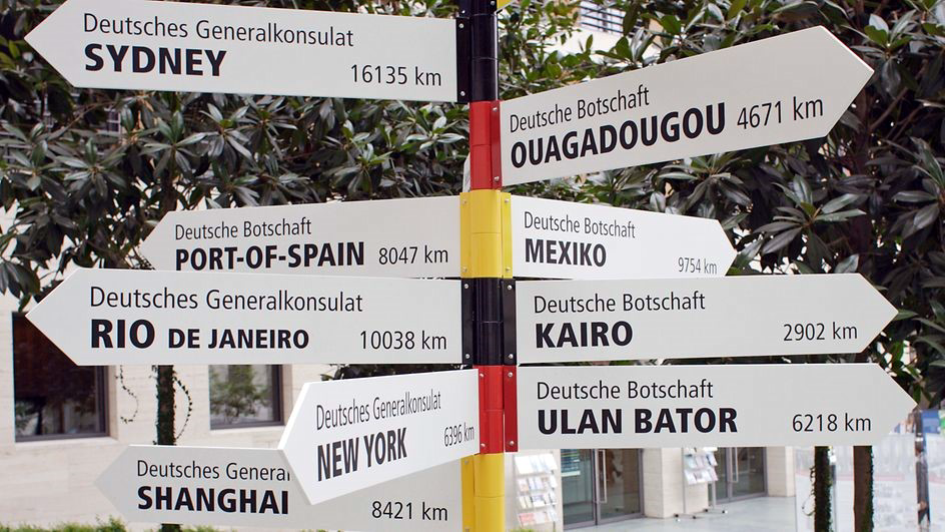 Deutsches Generalkonsulat
SYDNEY 16135 km
Deutsche Botschaft
OUAGADOUGOU 4671 km
Deutsche Botschaft
PORT-OF-SPAIN 8047 km
Deutsche Botschaft
MEXIKO 9754 km
Deutsches Generalkonsulat
RIO DE JANEIRO 10038 km
Deutsche Botschaft
KAIRO 2902 km
Deutsches Generalkonsulat
NEW YORK 6396 km
Deutsche Botschaft
ULAN BATOR 6218 km
Deutsches General
SHANGHAI 8421 km